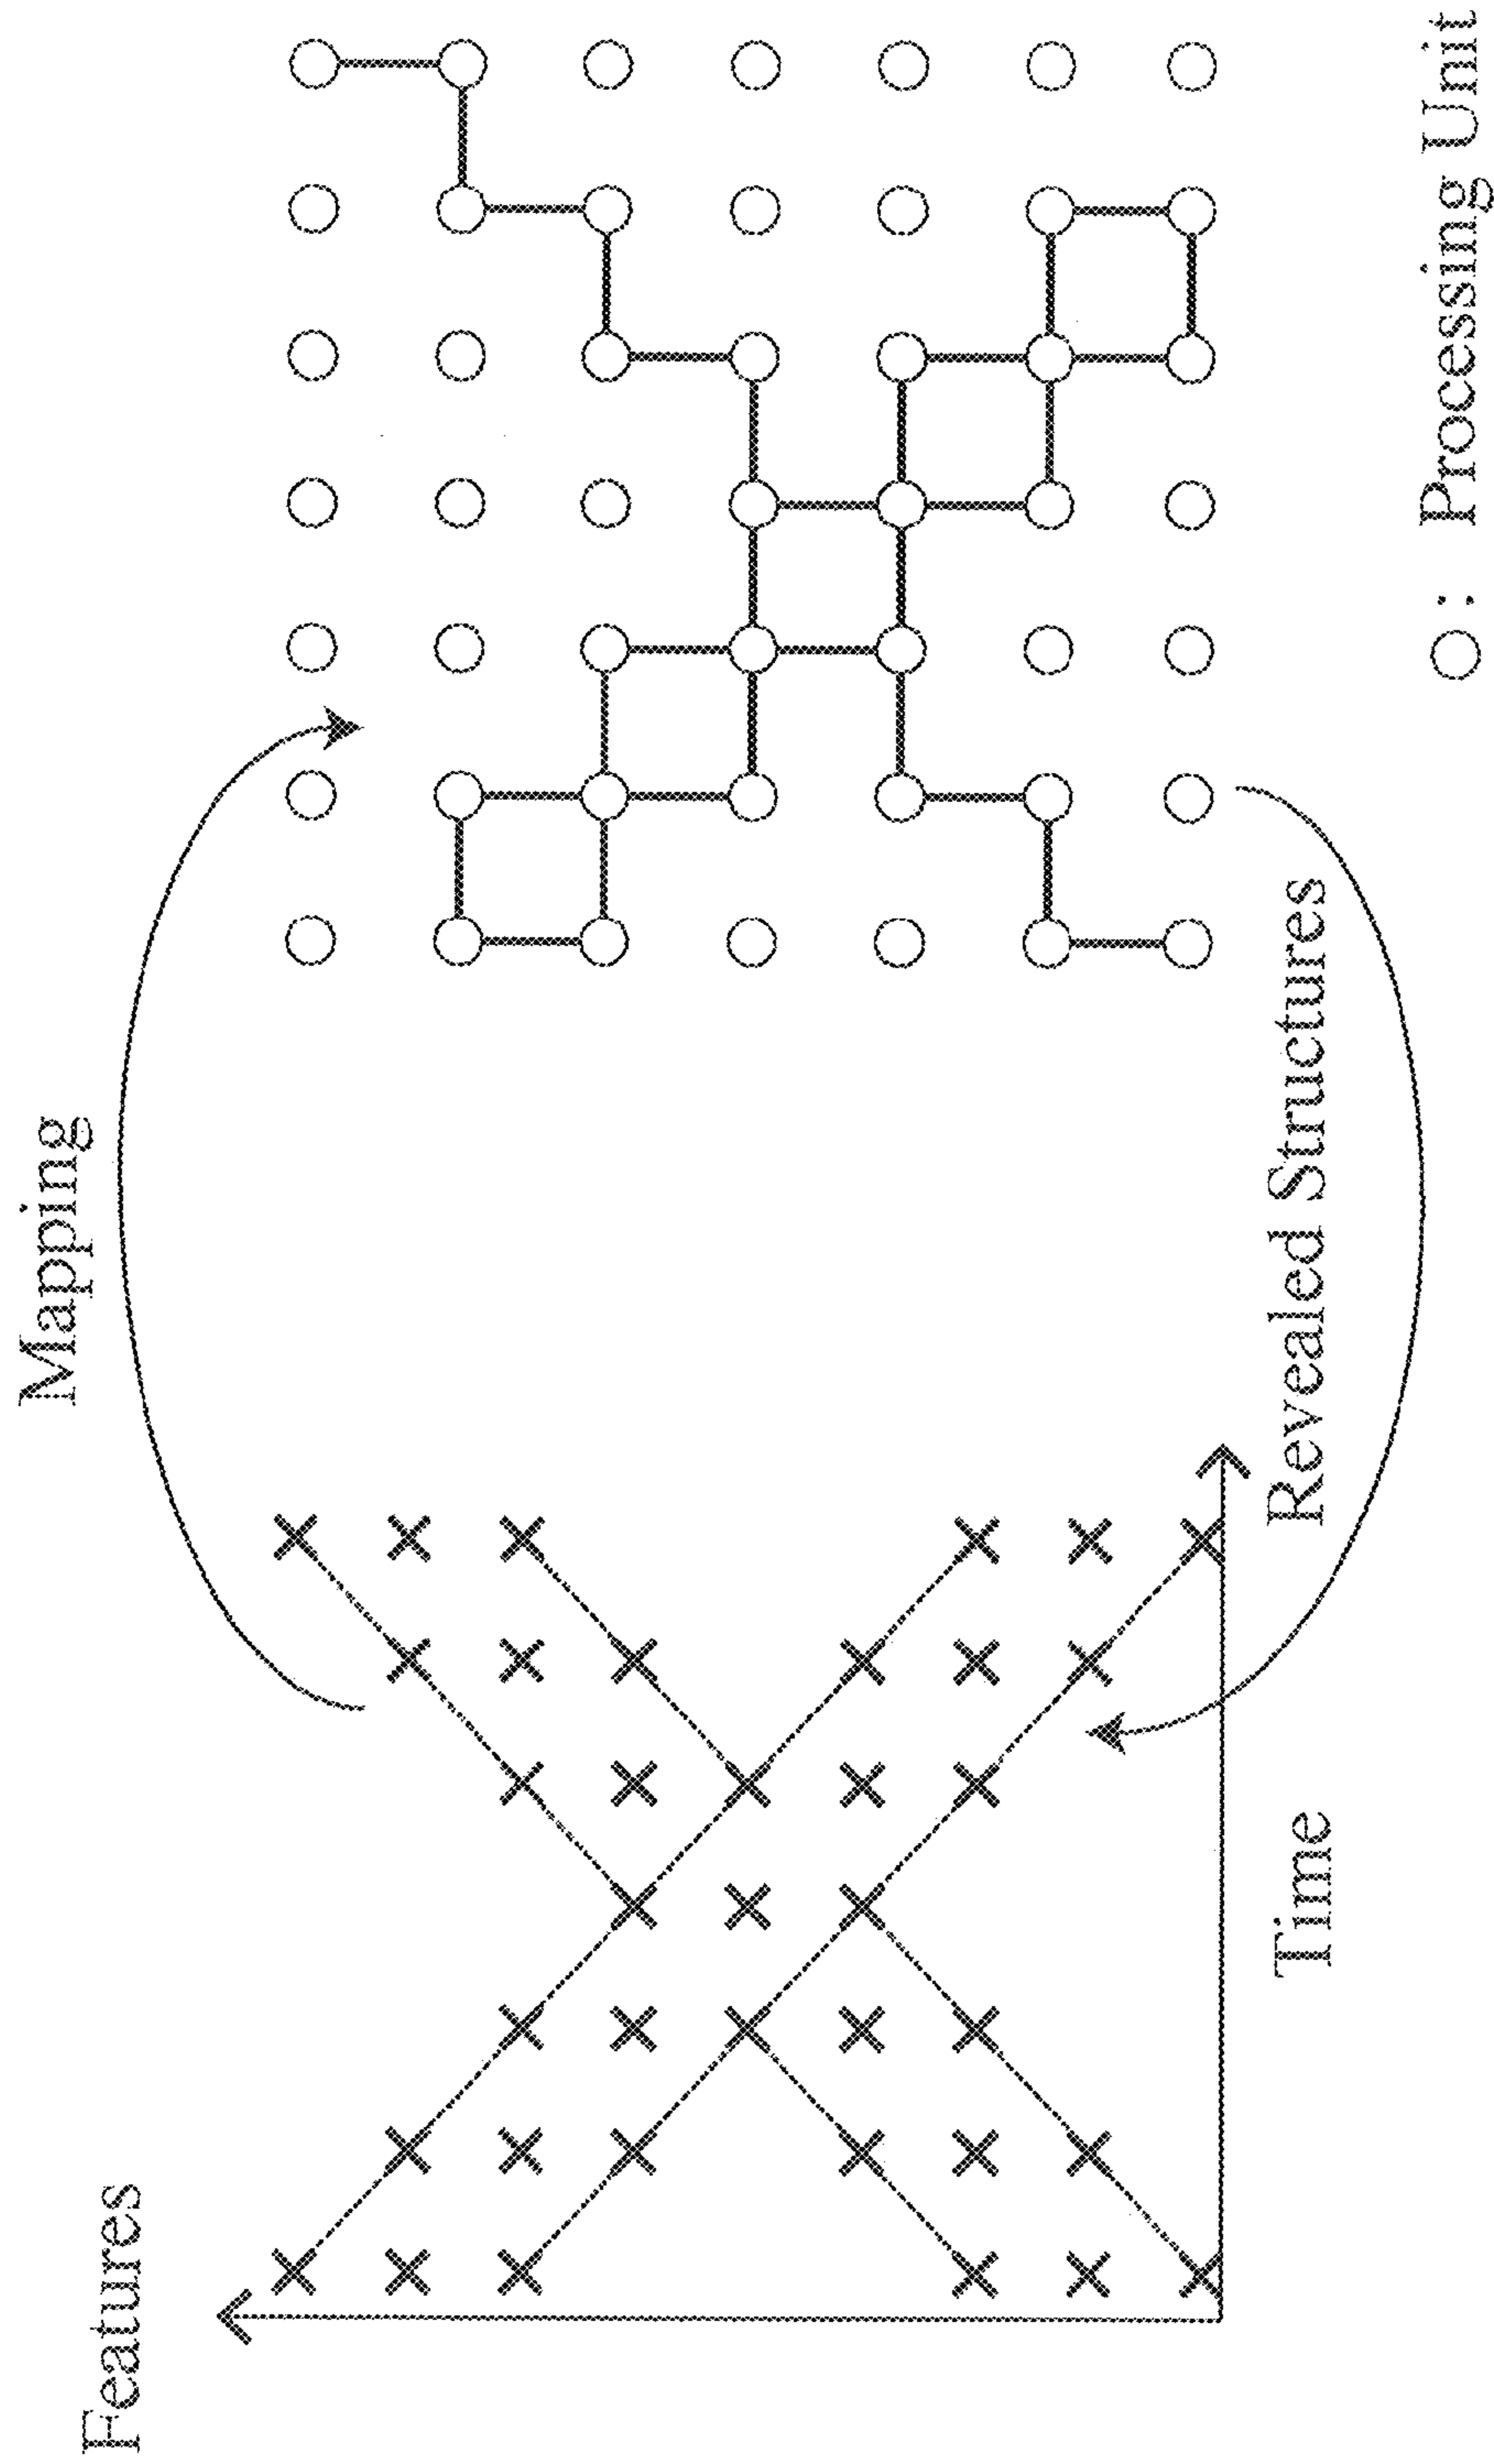 Features
Mapping
Time
Revealed Structures
○ : Processing Unit